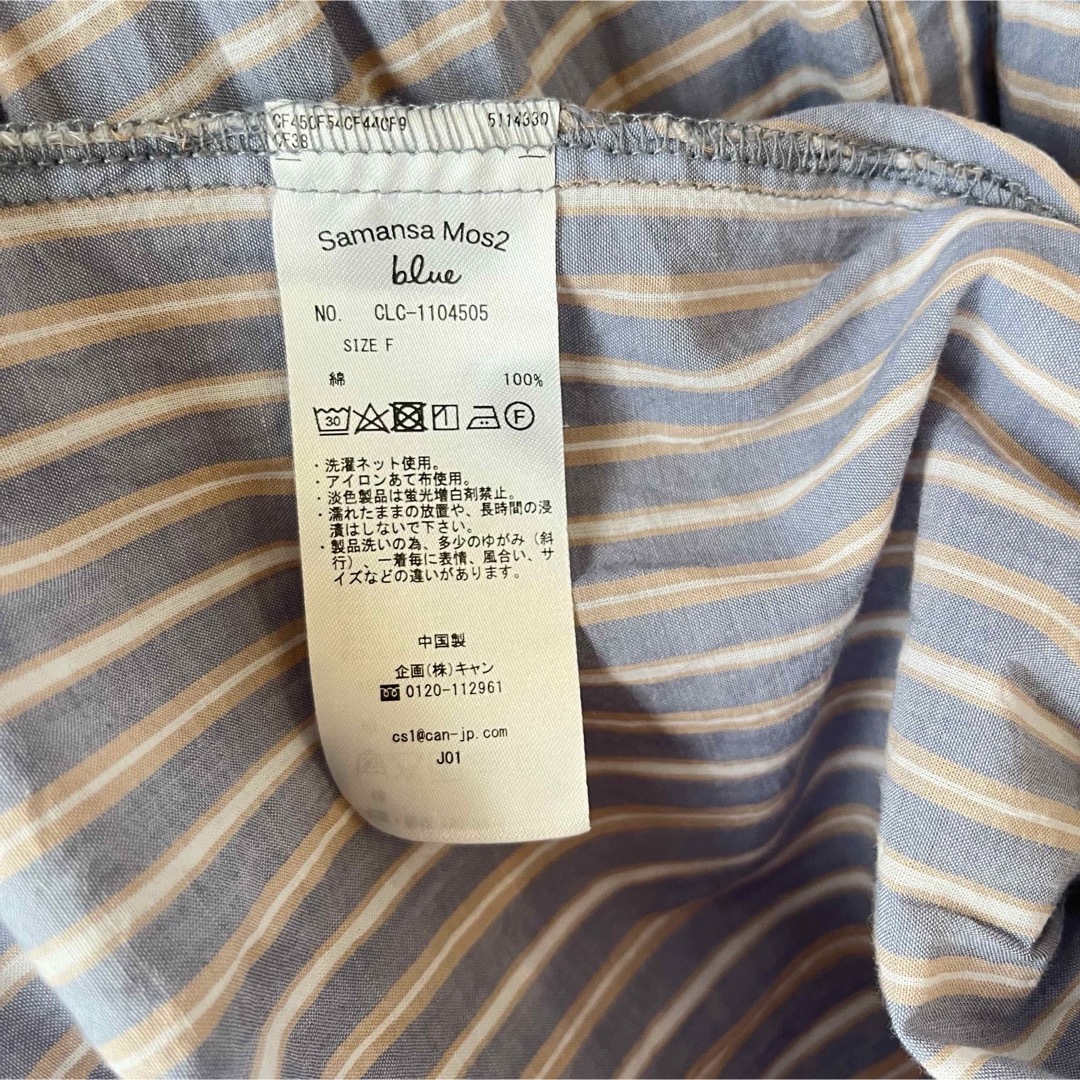 CF45CF54CF44CF9 5114330
CF38
Samansa Mos2
blue
NO. CLC-1104505
SIZE F
綿 100%
30 F
・洗濯ネット使用。
・アイロンあて布使用。
・淡色製品は蛍光増白剤禁止。
・濡れたままの放置や、長時間の浸
漬はしないで下さい。
・製品洗いの為、多少のゆがみ（斜
行）、一着毎に表情、風合い、サ
イズなどの違いがあります。
中国製
企画(株)キャン
0120-112961
cs1@can-jp.com
J01